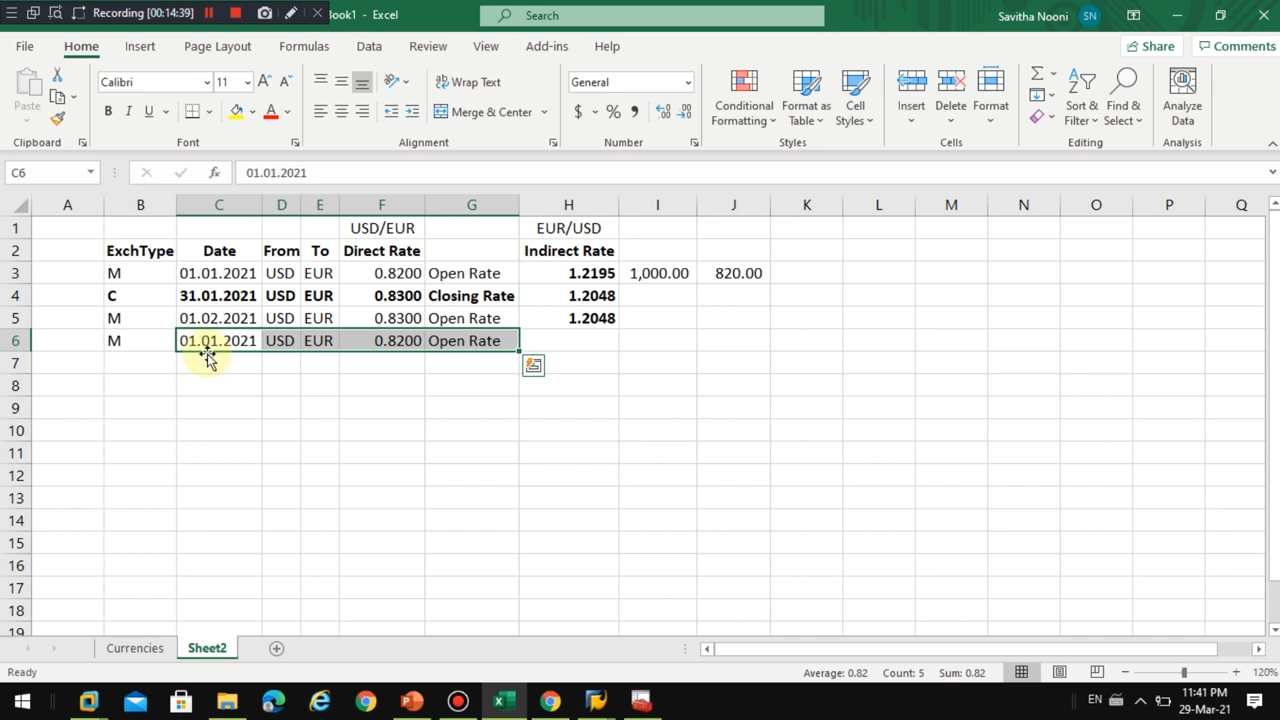 Recording [00:14:39]
Book1 - Excel
Search
Savitha Nooni SN
File Home Insert Page Layout Formulas Data Review View Add-ins Help Share Comments
Paste
Calibri 11
Wrap Text
General
Conditional Formatting
Format as Table
Cell Styles
Insert Delete Format
Sort & Filter
Find & Select
Analyze Data
B I U A
Merge & Center
$ %
Clipboard Font Alignment Number Styles Cells Editing Analysis
C6 fx 01.01.2021
A B C D E F G H I J K L M N O P Q
1 USD/EUR EUR/USD
2 ExchType Date From To Direct Rate Indirect Rate
3 M 01.01.2021 USD EUR 0.8200 Open Rate 1.2195 1,000.00 820.00
4 C 31.01.2021 USD EUR 0.8300 Closing Rate 1.2048
5 M 01.02.2021 USD EUR 0.8300 Open Rate 1.2048
6 M 01.01.2021 USD EUR 0.8200 Open Rate
7
8
9
10
11
12
13
14
15
16
17
18
19
Currencies Sheet2
Ready Average: 0.82 Count: 5 Sum: 0.82 120%
EN 11:41 PM
29-Mar-21